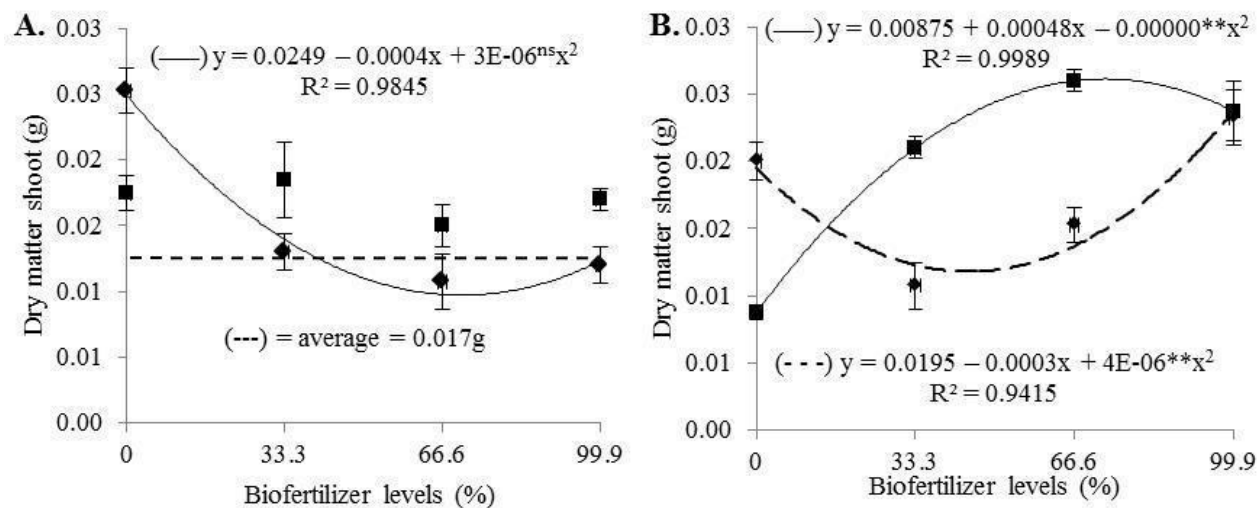 A.
(——) y = 0.0249 – 0.0004x + 3E-06ⁿˢx²
R² = 0.9845
Dry matter shoot (g)
0.03
0.03
0.02
0.02
0.01
0.01
0.00
(---) = average = 0.017g
0 33.3 66.6 99.9
Biofertilizer levels (%)
B.
(——) y = 0.00875 + 0.00048x – 0.00000**x²
R² = 0.9989
Dry matter shoot (g)
0.03
0.03
0.02
0.02
0.01
0.01
0.00
(- - -) y = 0.0195 – 0.0003x + 4E-06**x²
R² = 0.9415
0 33.3 66.6 99.9
Biofertilizer levels (%)